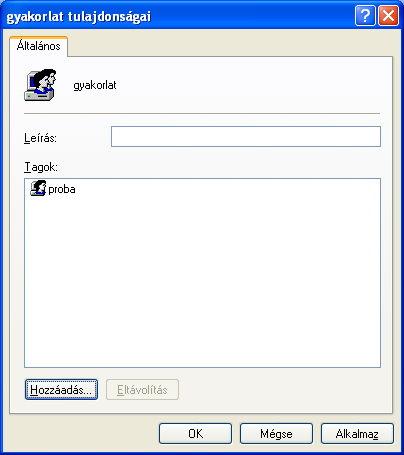 gyakorlat tulajdonságai
Általános
gyakorlat
Leírás:
Tagok:
proba
Hozzáadás...
Eltávolítás
OK
Mégse
Alkalmaz